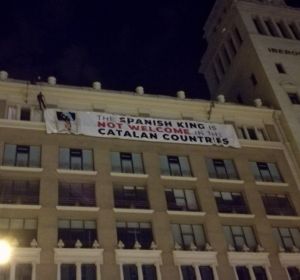 THE SPANISH KING IS
NOT WELCOME IN THE
CATALAN COUNTRIES